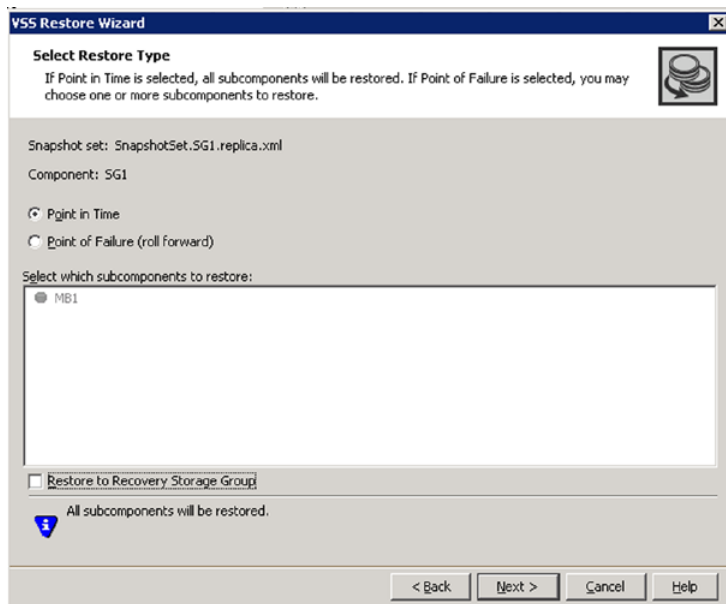 VSS Restore Wizard
Select Restore Type
If Point in Time is selected, all subcomponents will be restored. If Point of Failure is selected, you may
choose one or more subcomponents to restore.
Snapshot set: SnapshotSet.SG1.replica.xml
Component: SG1
Point in Time
Point of Failure (roll forward)
Select which subcomponents to restore:
MB1
Restore to Recovery Storage Group
All subcomponents will be restored.
< Back Next > Cancel Help